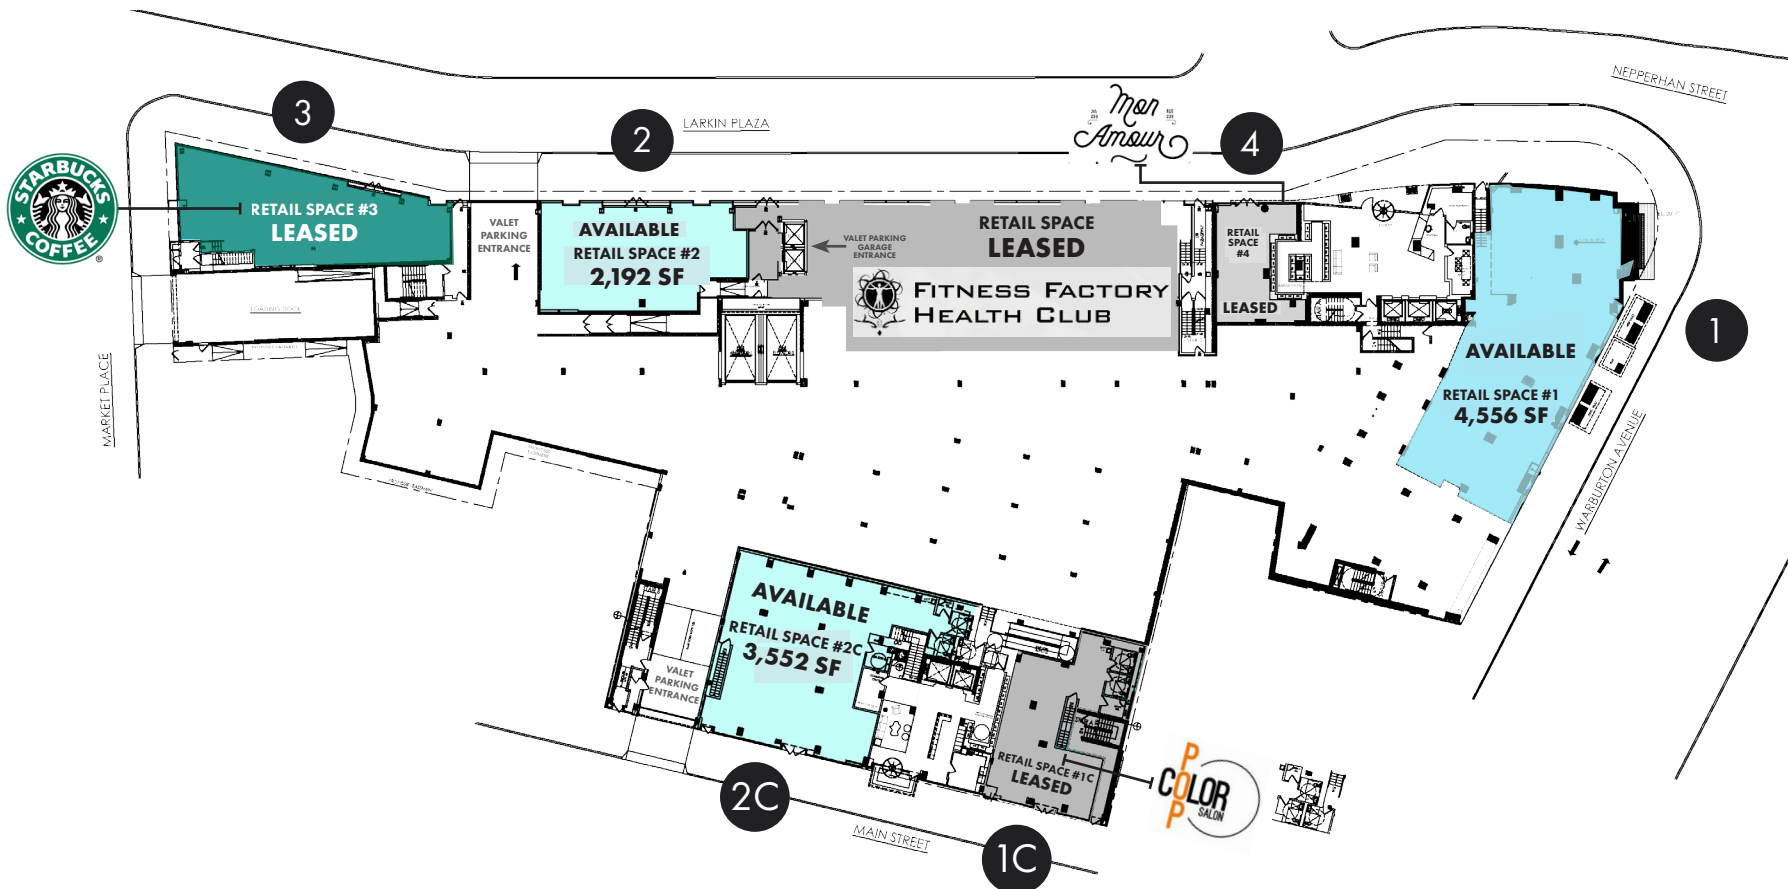 NEPPERHAN STREET
3
2
LARKIN PLAZA
Mon
Amour
4
STARBUCKS
COFFEE
®
RETAIL SPACE #3
LEASED
VALET
PARKING
ENTRANCE
AVAILABLE
RETAIL SPACE #2
2,192 SF
VALET PARKING
GARAGE
ENTRANCE
RETAIL SPACE
LEASED
FITNESS FACTORY
HEALTH CLUB
RETAIL
SPACE
#4
LEASED
LOADING DOCK
1
AVAILABLE
RETAIL SPACE #1
4,556 SF
MARKET PLACE
WARBURTON AVENUE
AVAILABLE
RETAIL SPACE #2C
3,552 SF
VALET
PARKING
ENTRANCE
RETAIL SPACE #1C
LEASED
POP
COLOR
SALON
2C
MAIN STREET
1C